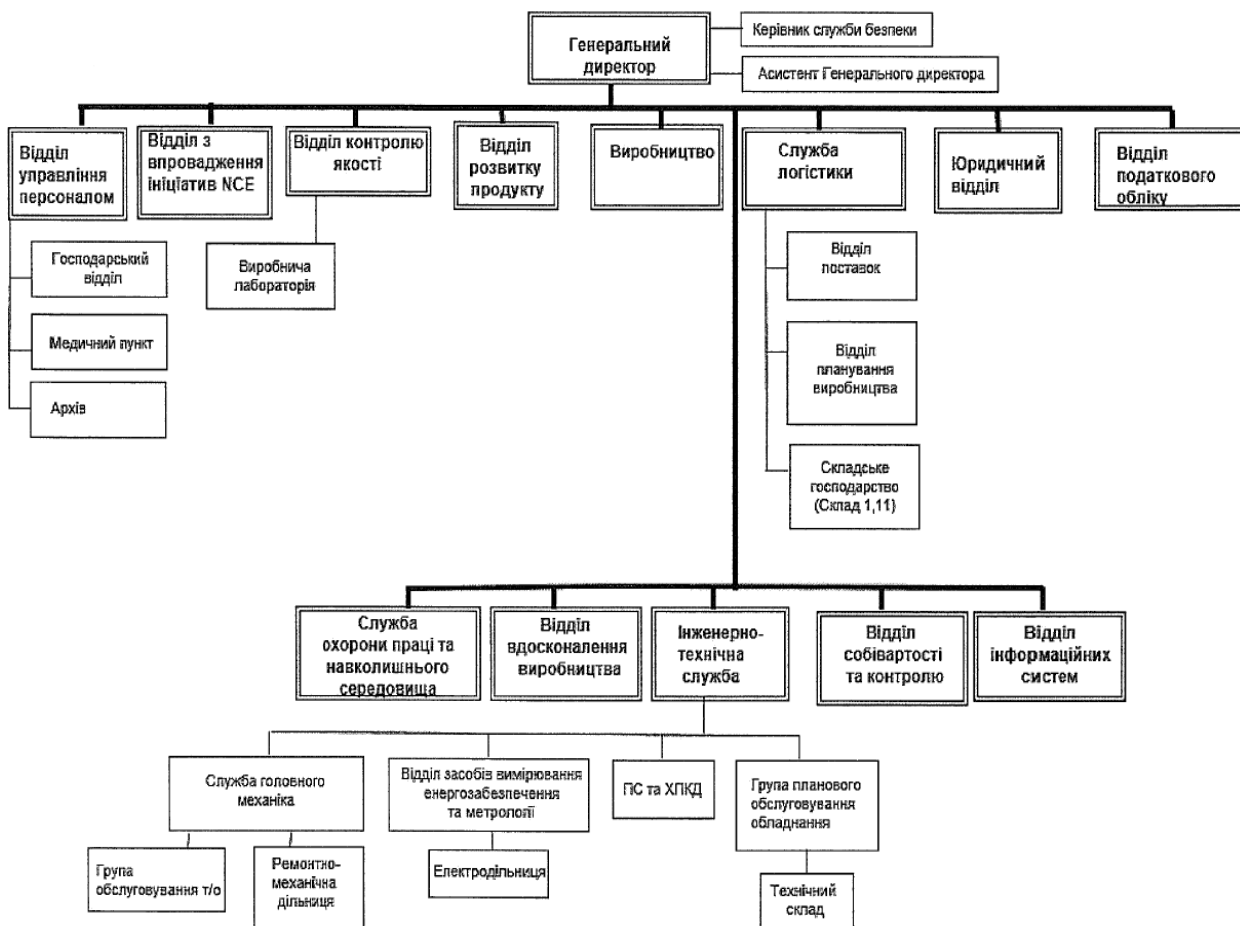 Генеральний
директор
Керівник служби безпеки
Асистент Генерального директора
Відділ
управління
персоналом
Відділ з
впровадження
ініціатив NCE
Відділ контролю
якості
Відділ
розвитку
продукту
Виробництво
Служба
логістики
Юридичний
відділ
Відділ
податкового
обліку
Господарський
відділ
Медичний пункт
Архів
Виробнича
лабораторія
Відділ
поставок
Відділ
планування
виробництва
Складське
господарство
(Склад 1,11)
Служба
охорони праці та
навколишнього
середовища
Відділ
вдосконалення
виробництва
Інженерно-
технічна
служба
Відділ
собівартості
та контролю
Відділ
інформаційних
систем
Служба головного
механіка
Відділ засобів вимірювання
енергозабезпечення
та метрології
ПС та ХПКД
Група планового
обслуговування
обладнання
Група
обслуговування т/о
Ремонтно-
механічна
дільниця
Електродільниця
Технічний
склад